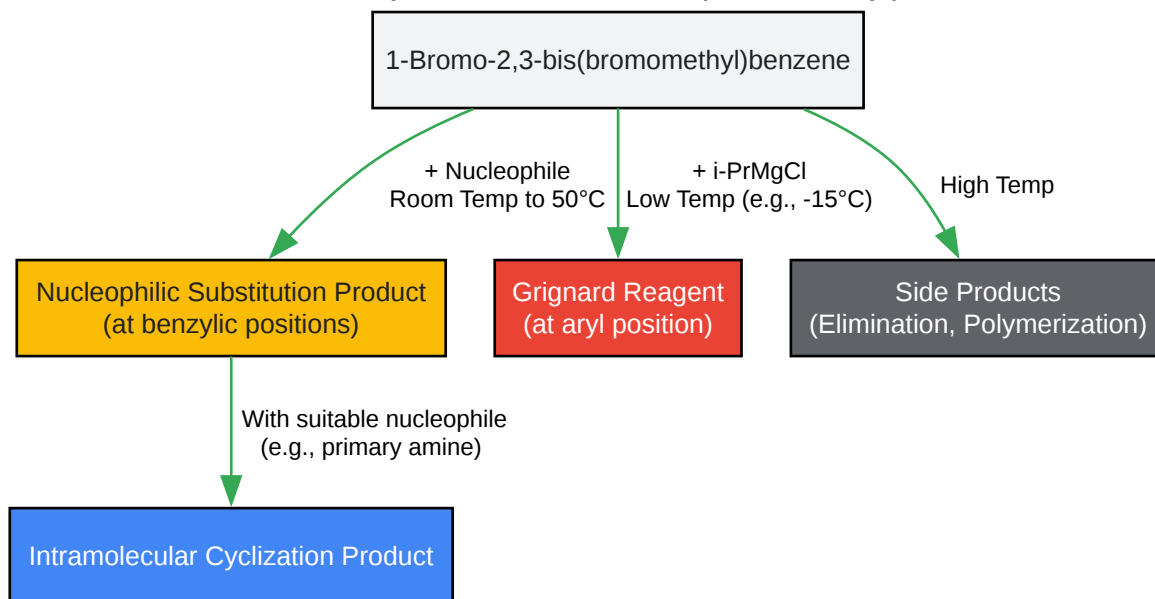 1-Bromo-2,3-bis(bromomethyl)benzene
+ Nucleophile
Room Temp to 50°C
+ i-PrMgCl
Low Temp (e.g., -15°C)
High Temp
Nucleophilic Substitution Product
(at benzylic positions)
Grignard Reagent
(at aryl position)
Side Products
(Elimination, Polymerization)
With suitable nucleophile
(e.g., primary amine)
Intramolecular Cyclization Product